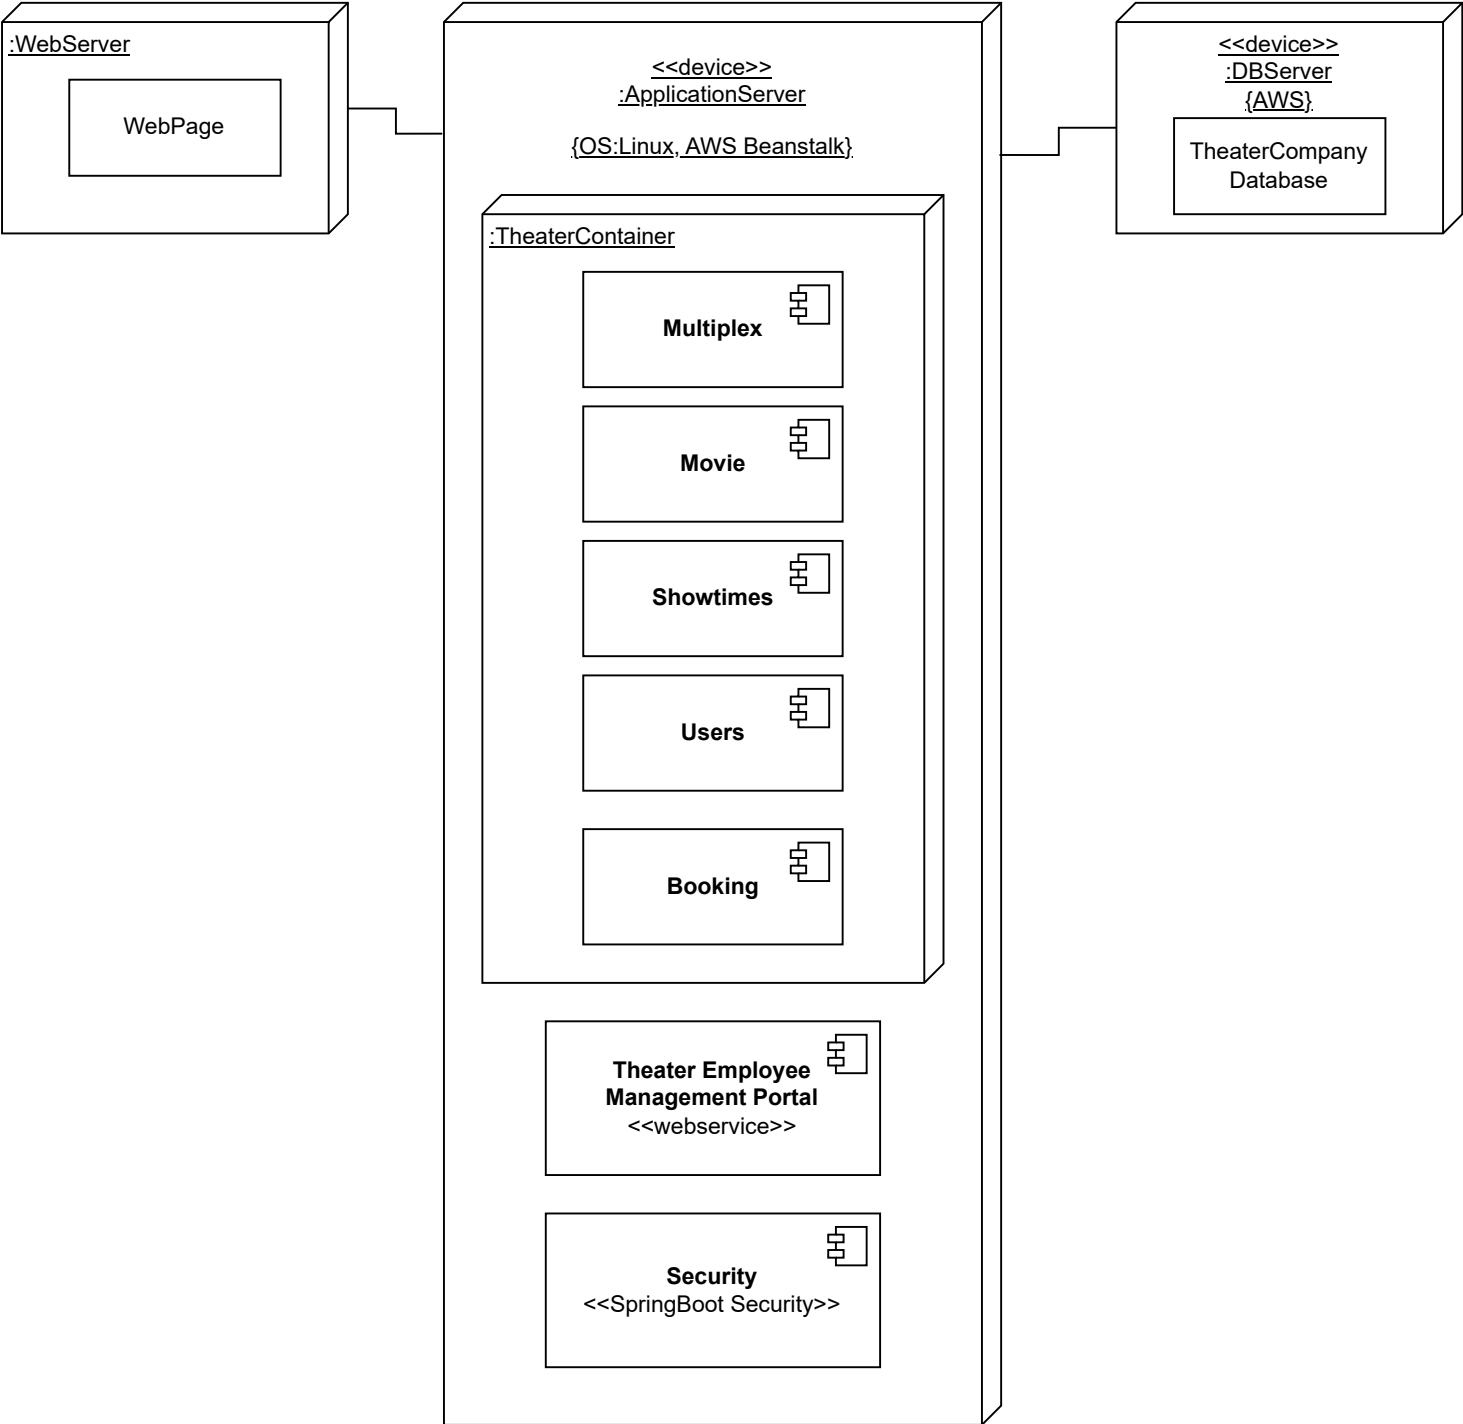 :WebServer
WebPage
<<device>>
:ApplicationServer
{OS:Linux, AWS Beanstalk}
:TheaterContainer
Multiplex
Movie
Showtimes
Users
Booking
Theater Employee
Management Portal
<<webservice>>
Security
<<SpringBoot Security>>
<<device>>
:DBServer
{AWS}
TheaterCompany
Database